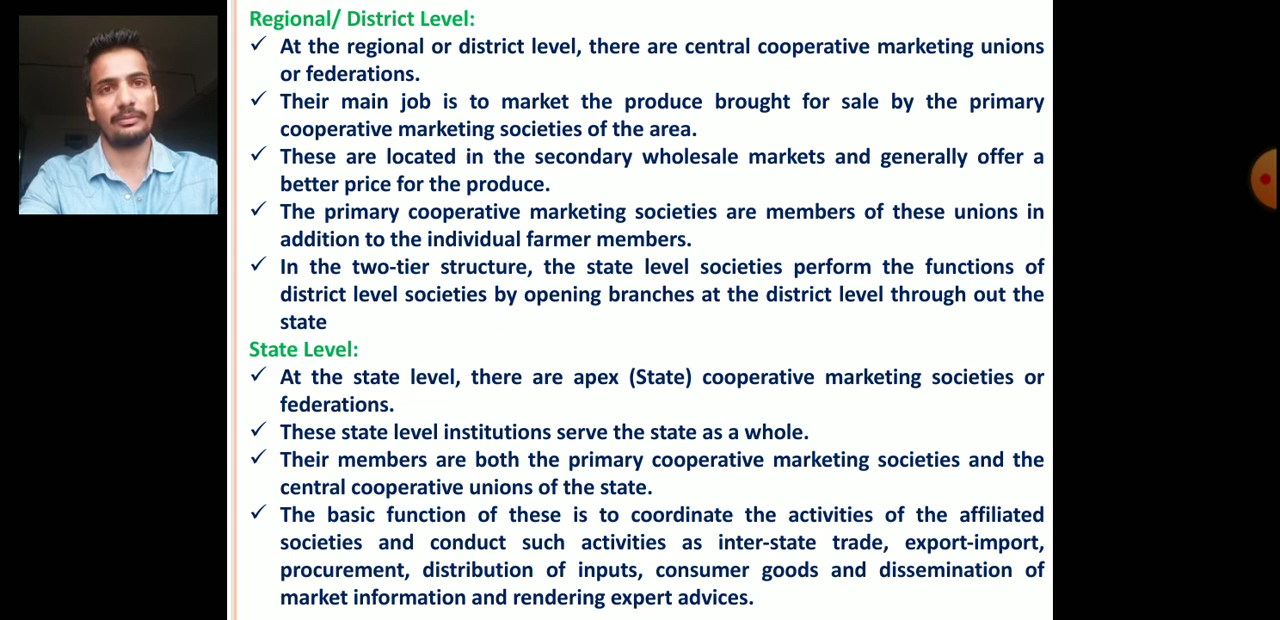 Regional/ District Level:
✓ At the regional or district level, there are central cooperative marketing unions
or federations.
✓ Their main job is to market the produce brought for sale by the primary
cooperative marketing societies of the area.
✓ These are located in the secondary wholesale markets and generally offer a
better price for the produce.
✓ The primary cooperative marketing societies are members of these unions in
addition to the individual farmer members.
✓ In the two-tier structure, the state level societies perform the functions of
district level societies by opening branches at the district level through out the
state
State Level:
✓ At the state level, there are apex (State) cooperative marketing societies or
federations.
✓ These state level institutions serve the state as a whole.
✓ Their members are both the primary cooperative marketing societies and the
central cooperative unions of the state.
✓ The basic function of these is to coordinate the activities of the affiliated
societies and conduct such activities as inter-state trade, export-import,
procurement, distribution of inputs, consumer goods and dissemination of
market information and rendering expert advices.